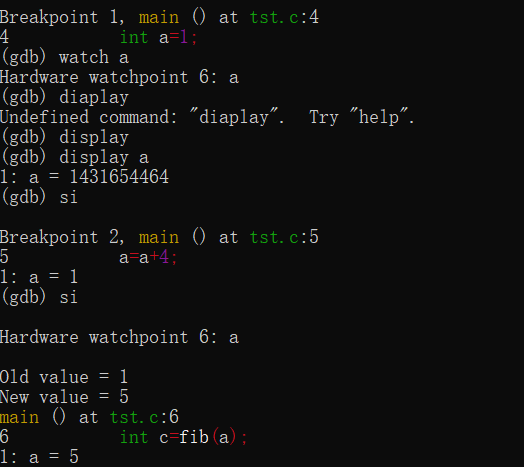 Breakpoint 1, main () at tst.c:4
4           int a=1;
(gdb) watch a
Hardware watchpoint 6: a
(gdb) diaplay
Undefined command: "diaplay".  Try "help".
(gdb) display
(gdb) display a
1: a = 1431654464
(gdb) si
Breakpoint 2, main () at tst.c:5
5           a=a+4;
1: a = 1
(gdb) si
Hardware watchpoint 6: a
Old value = 1
New value = 5
main () at tst.c:6
6           int c=fib(a);
1: a = 5